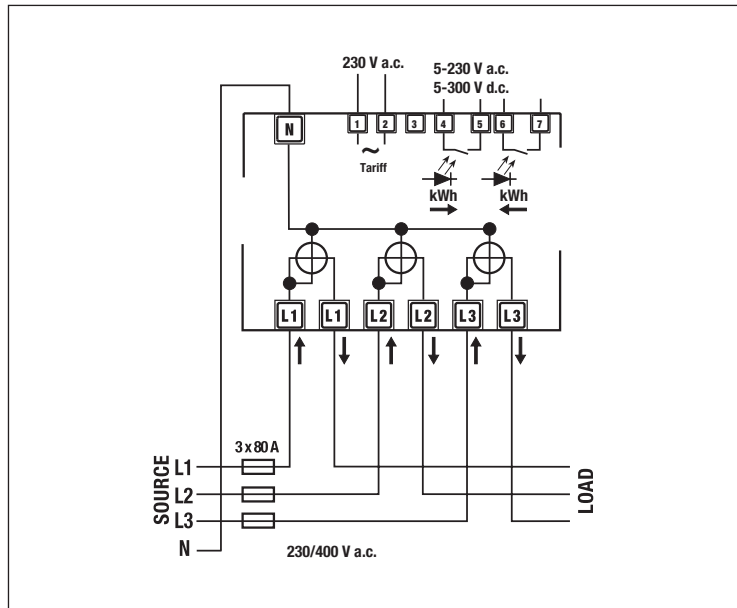 230 V a.c.
5-230 V a.c.
5-300 V d.c.
N
1
2
3
4
5
6
7
~
Tariff
kWh
kWh
L1
L1
L2
L2
L3
L3
3 x 80 A
SOURCE
L1
L2
L3
N
LOAD
230/400 V a.c.